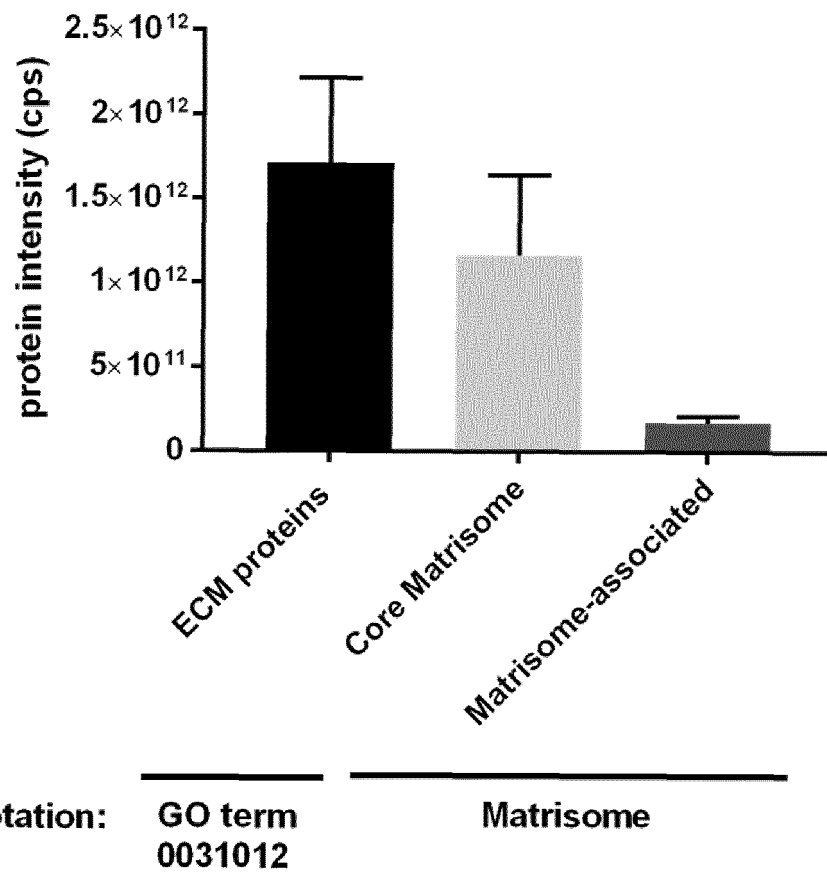 protein intensity (cps)
2.5×10¹²
2×10¹²
1.5×10¹²
1×10¹²
5×10¹¹
0
ECM proteins
Core Matrisome
Matrisome-associated
otation:
GO term
0031012
Matrisome